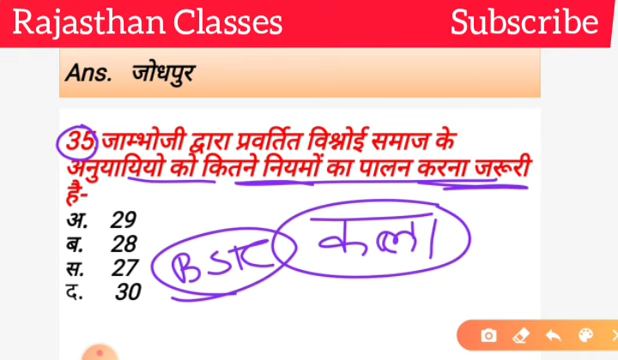 Rajasthan Classes Subscribe
Ans. जोधपुर
35 जाम्भोजी द्वारा प्रवर्तित विश्नोई समाज के
अनुयायियो को कितने नियमों का पालन करना जरूरी
है-
अ. 29
ब. 28
स. 27
द. 30
BSTC कला